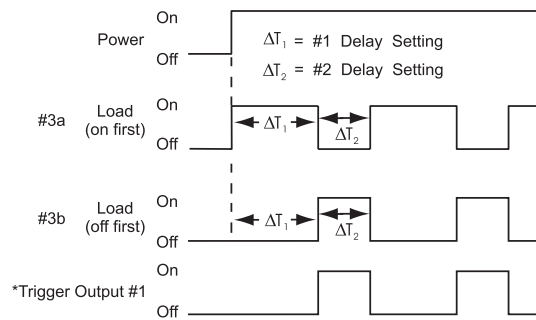 On
Power
Off
ΔT₁ = #1 Delay Setting
ΔT₂ = #2 Delay Setting
On
#3a Load
(on first)
Off
ΔT₁
ΔT₂
On
#3b Load
(off first)
Off
ΔT₁
ΔT₂
On
*Trigger Output #1
Off